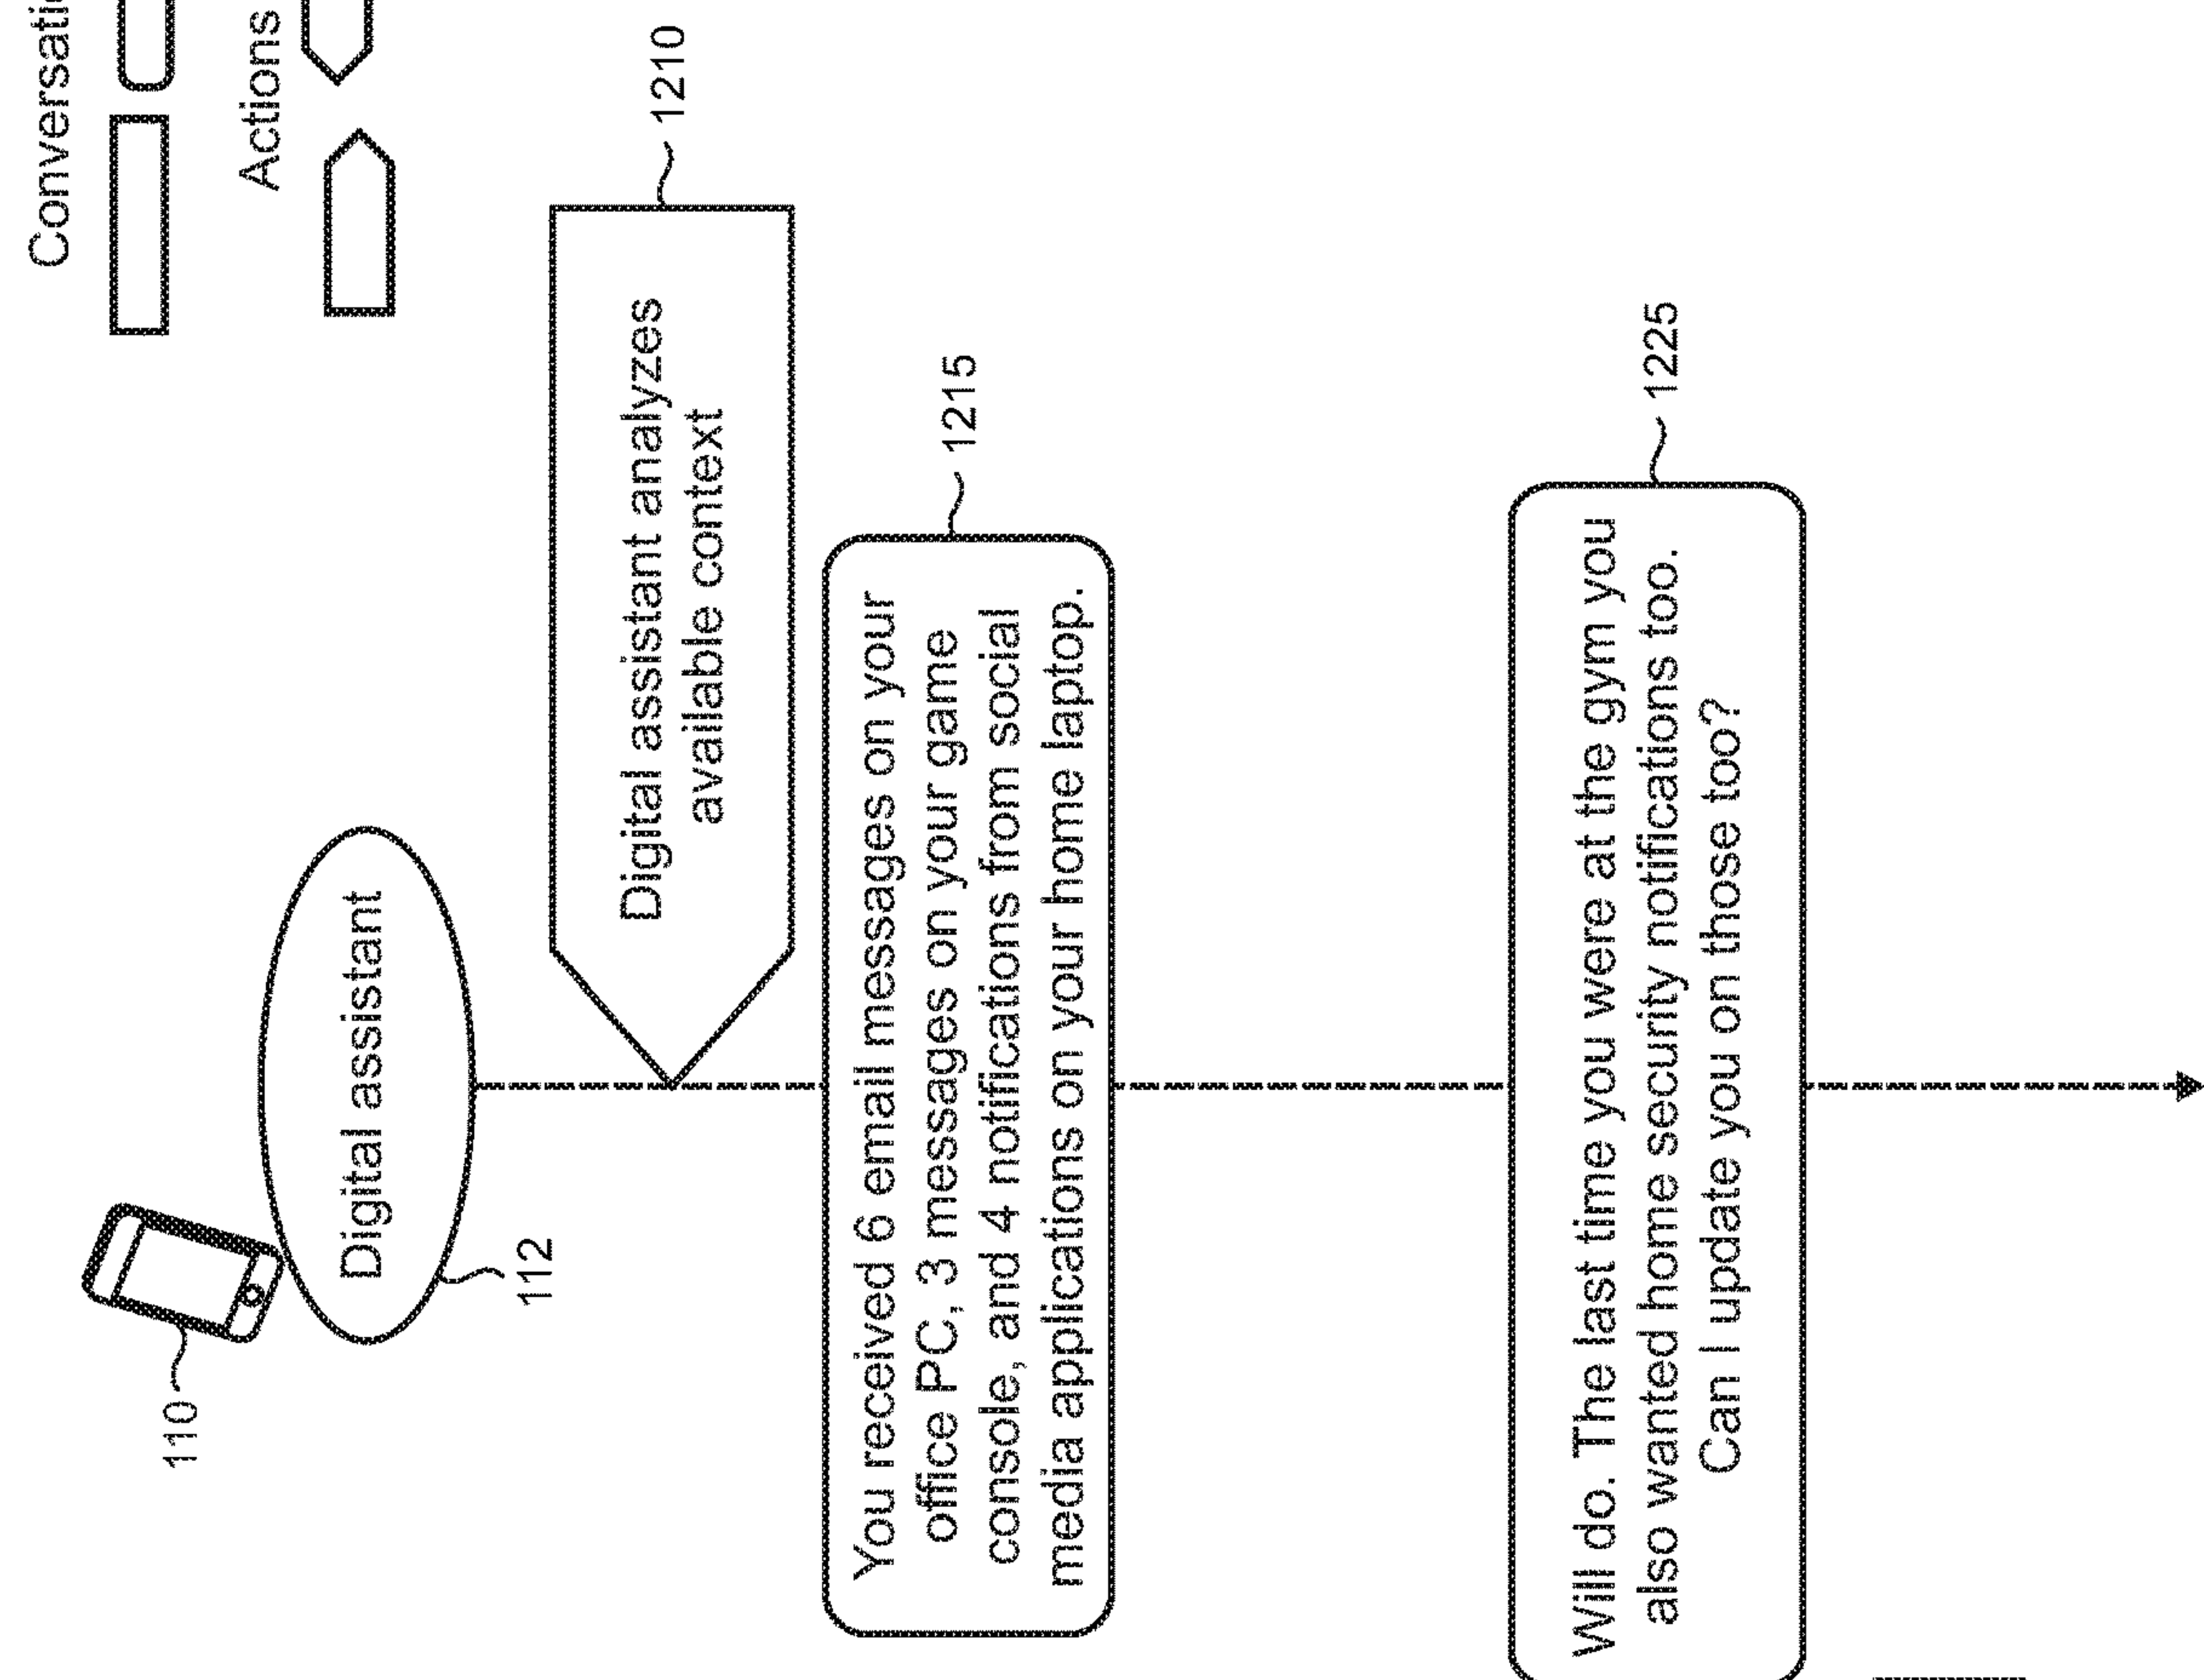 Actions
110
Digital assistant
112
Digital assistant analyzes
available context
1210
You received 6 email messages on your
office PC, 3 messages on your game
console, and 4 notifications from social
media applications on your home laptop.
1215
Will do. The last time you were at the gym you
also wanted home security notifications too.
Can I update you on those too?
1225